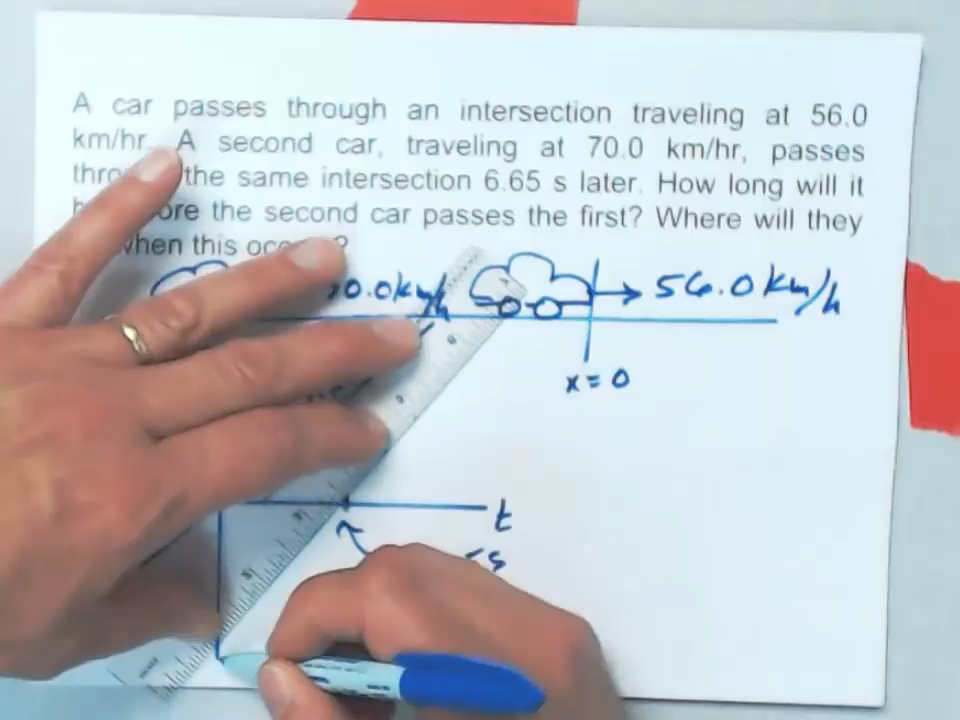 A car passes through an intersection traveling at 56.0
km/hr. A second car, traveling at 70.0 km/hr, passes
the same intersection 6.65 s later. How long will it
the second car passes the first? Where will they
when this
0.0km/h 56.0 km/h
x = 0
t
s